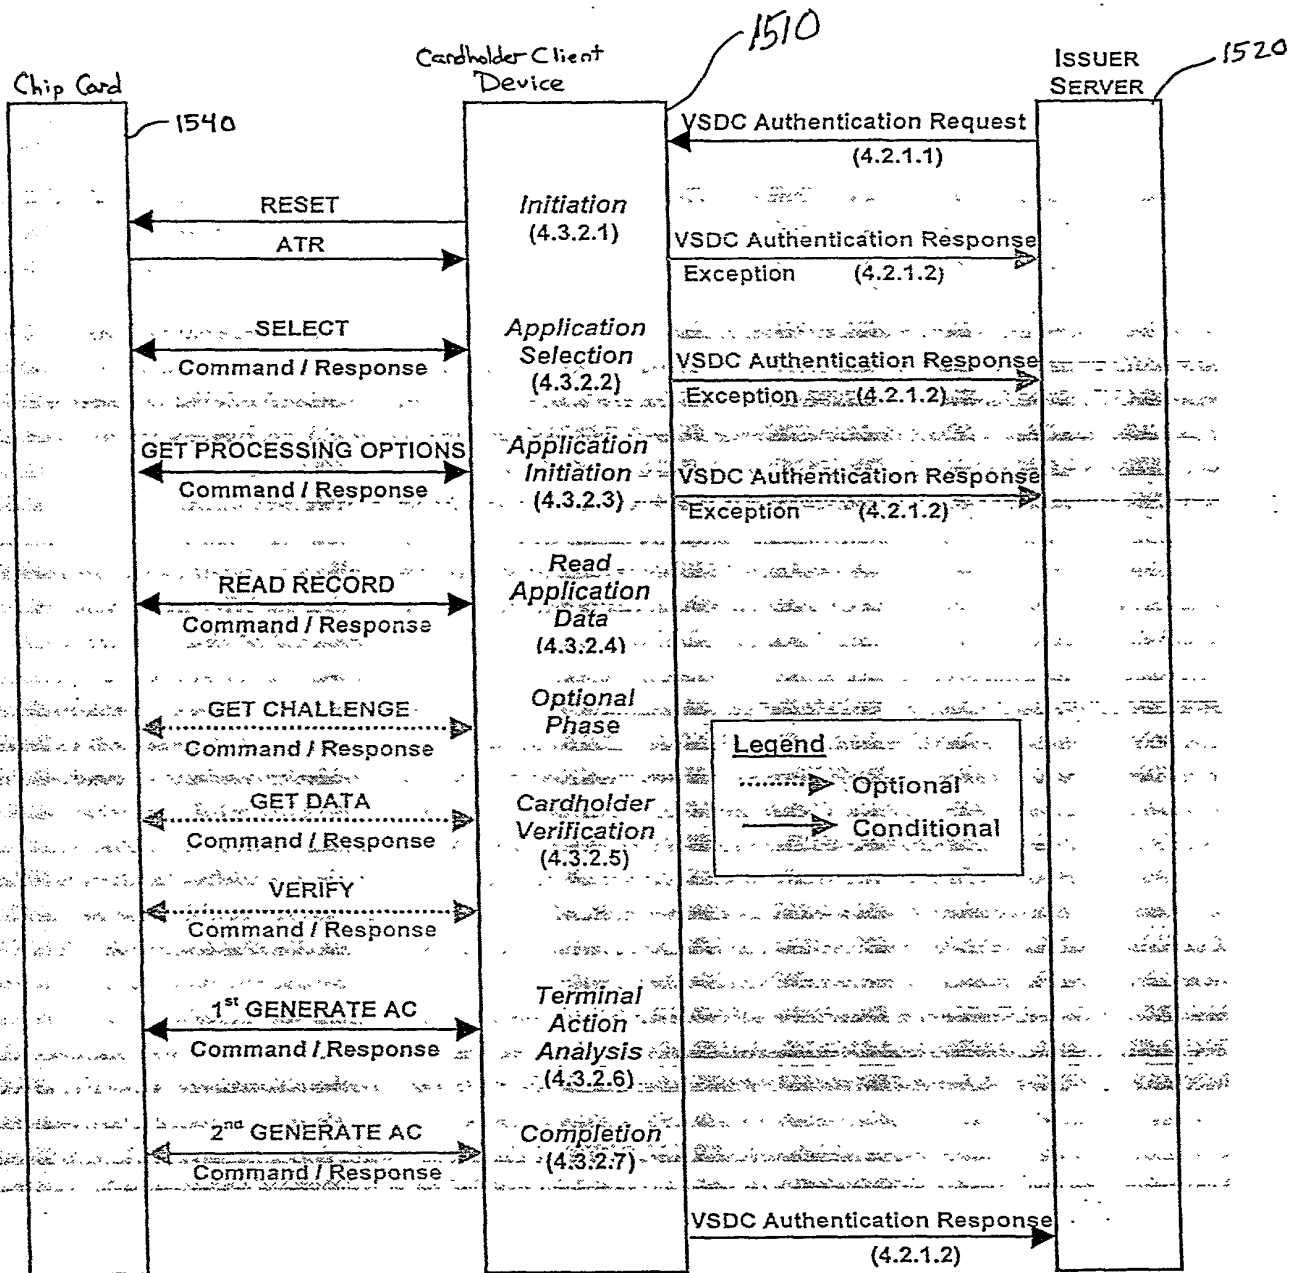 1510
1520
Cardholder Client
Device
ISSUER
SERVER
Chip Card
1540
VSDC Authentication Request
(4.2.1.1)
RESET
Initiation
(4.3.2.1)
ATR
VSDC Authentication Response
Exception (4.2.1.2)
SELECT
Command / Response
Application
Selection
(4.3.2.2)
VSDC Authentication Response
Exception (4.2.1.2)
GET PROCESSING OPTIONS
Command / Response
Application
Initiation
(4.3.2.3)
VSDC Authentication Response
Exception (4.2.1.2)
READ RECORD
Command / Response
Read
Application
Data
(4.3.2.4)
GET CHALLENGE
Command / Response
Optional
Phase
Legend
Optional
Conditional
GET DATA
Command / Response
Cardholder
Verification
(4.3.2.5)
VERIFY
Command / Response
1st GENERATE AC
Command / Response
Terminal
Action
Analysis
(4.3.2.6)
2nd GENERATE AC
Command / Response
Completion
(4.3.2.7)
VSDC Authentication Response
(4.2.1.2)